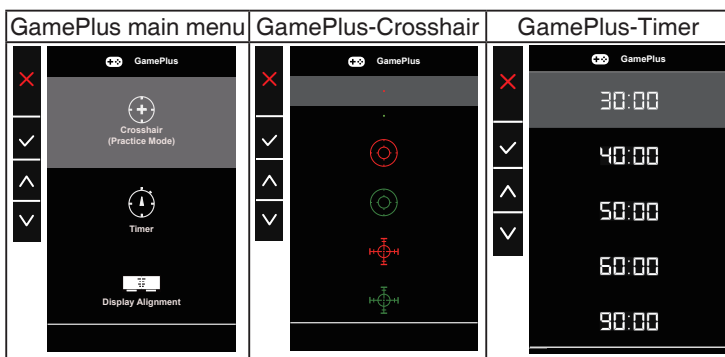 GamePlus main menu
GamePlus-Crosshair
GamePlus-Timer
GamePlus
Crosshair
(Practice Mode)
Timer
Display Alignment
GamePlus
GamePlus
30:00
40:00
50:00
60:00
90:00